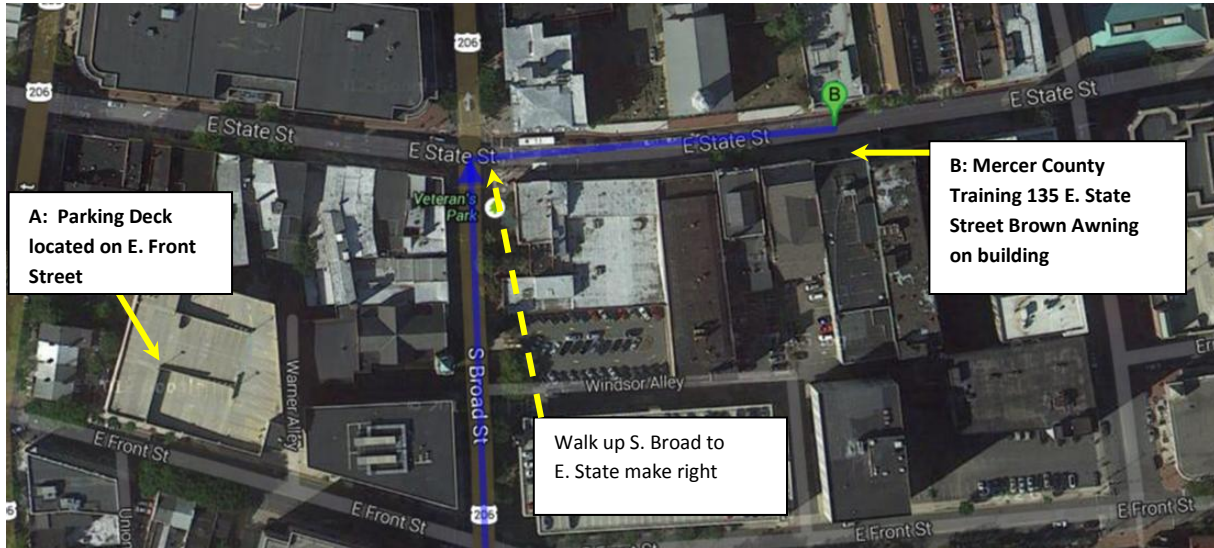 206
206
E State St
E State St
E State St
E State St
B
Veteran's
Park
A: Parking Deck
located on E. Front
Street
B: Mercer County
Training 135 E. State
Street Brown Awning
on building
S Broad St
Warner Alley
Windsor Alley
E Front St
E Front St
E Front St
E Front St
Walk up S. Broad to
E. State make right
206
Union